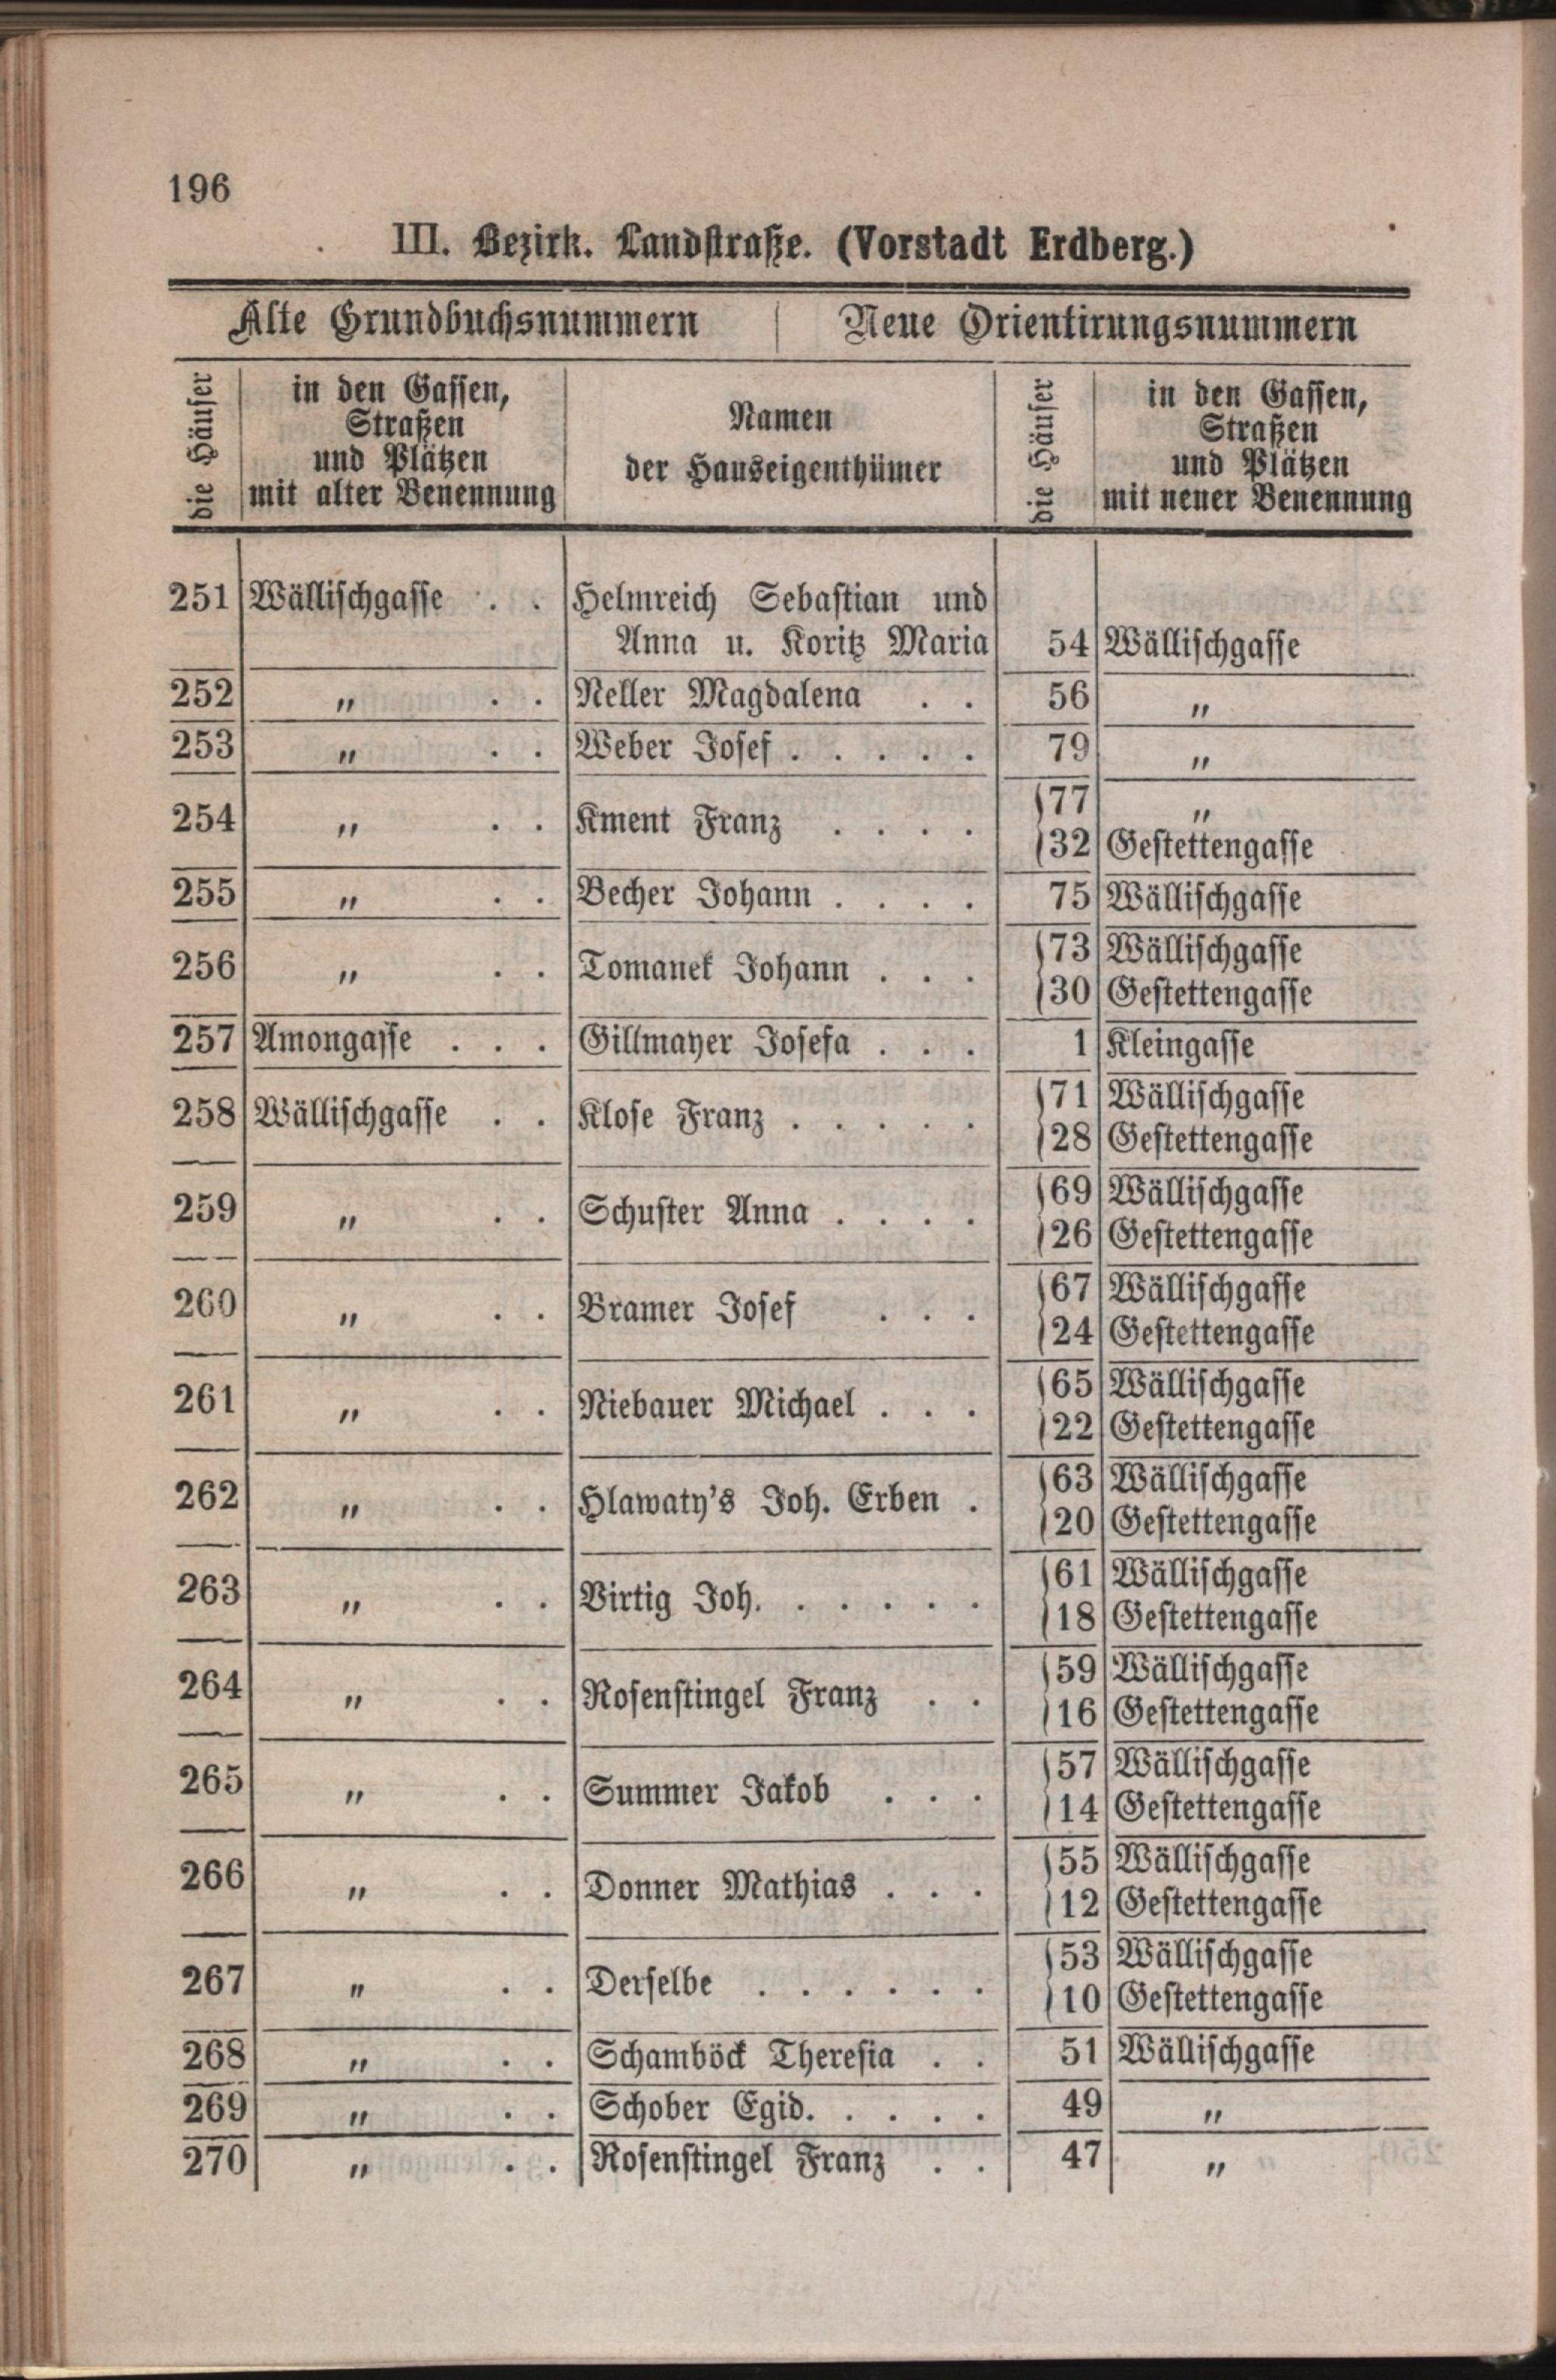 196
III. Bezirk. Landstraße. (Vorstadt Erdberg.)
Alte Grundbuchsnummern | Neue Orientirungsnummern
die Häuser | in den Gassen, Straßen und Plätzen mit alter Benennung | Namen der Hauseigenthümer | die Häuser | in den Gassen, Straßen und Plätzen mit neuer Benennung
251 Wällischgasse . . Helmreich Sebastian und
Anna u. Koritz Maria 54 Wällischgasse
252 „ . . Neller Magdalena . . 56 „
253 „ . . Weber Josef . . . . . 79 „
254 „ . . Kment Franz . . . . 77 „
32 Gestettengasse
255 „ . . Becher Johann . . . . 75 Wällischgasse
256 „ . . Tomanek Johann . . . 73 Wällischgasse
30 Gestettengasse
257 Amongasse . . . Gillmayer Josefa . . . 1 Kleingasse
258 Wällischgasse . . Klose Franz . . . . . 71 Wällischgasse
28 Gestettengasse
259 „ . . Schuster Anna . . . . 69 Wällischgasse
26 Gestettengasse
260 „ . . Bramer Josef . . . 67 Wällischgasse
24 Gestettengasse
261 „ . . Niebauer Michael . . . 65 Wällischgasse
22 Gestettengasse
262 „ . . Hlawaty's Joh. Erben . 63 Wällischgasse
20 Gestettengasse
263 „ . . Virtig Joh. . . . . . 61 Wällischgasse
18 Gestettengasse
264 „ . . Rosenstingel Franz . . 59 Wällischgasse
16 Gestettengasse
265 „ . . Summer Jakob . . . 57 Wällischgasse
14 Gestettengasse
266 „ . . Donner Mathias . . . 55 Wällischgasse
12 Gestettengasse
267 „ . . Derselbe . . . . . . 53 Wällischgasse
10 Gestettengasse
268 „ . . Schamböck Theresia . . 51 Wällischgasse
269 „ . . Schober Egid. . . . . 49 „
270 „ . . Rosenstingel Franz . . 47 „